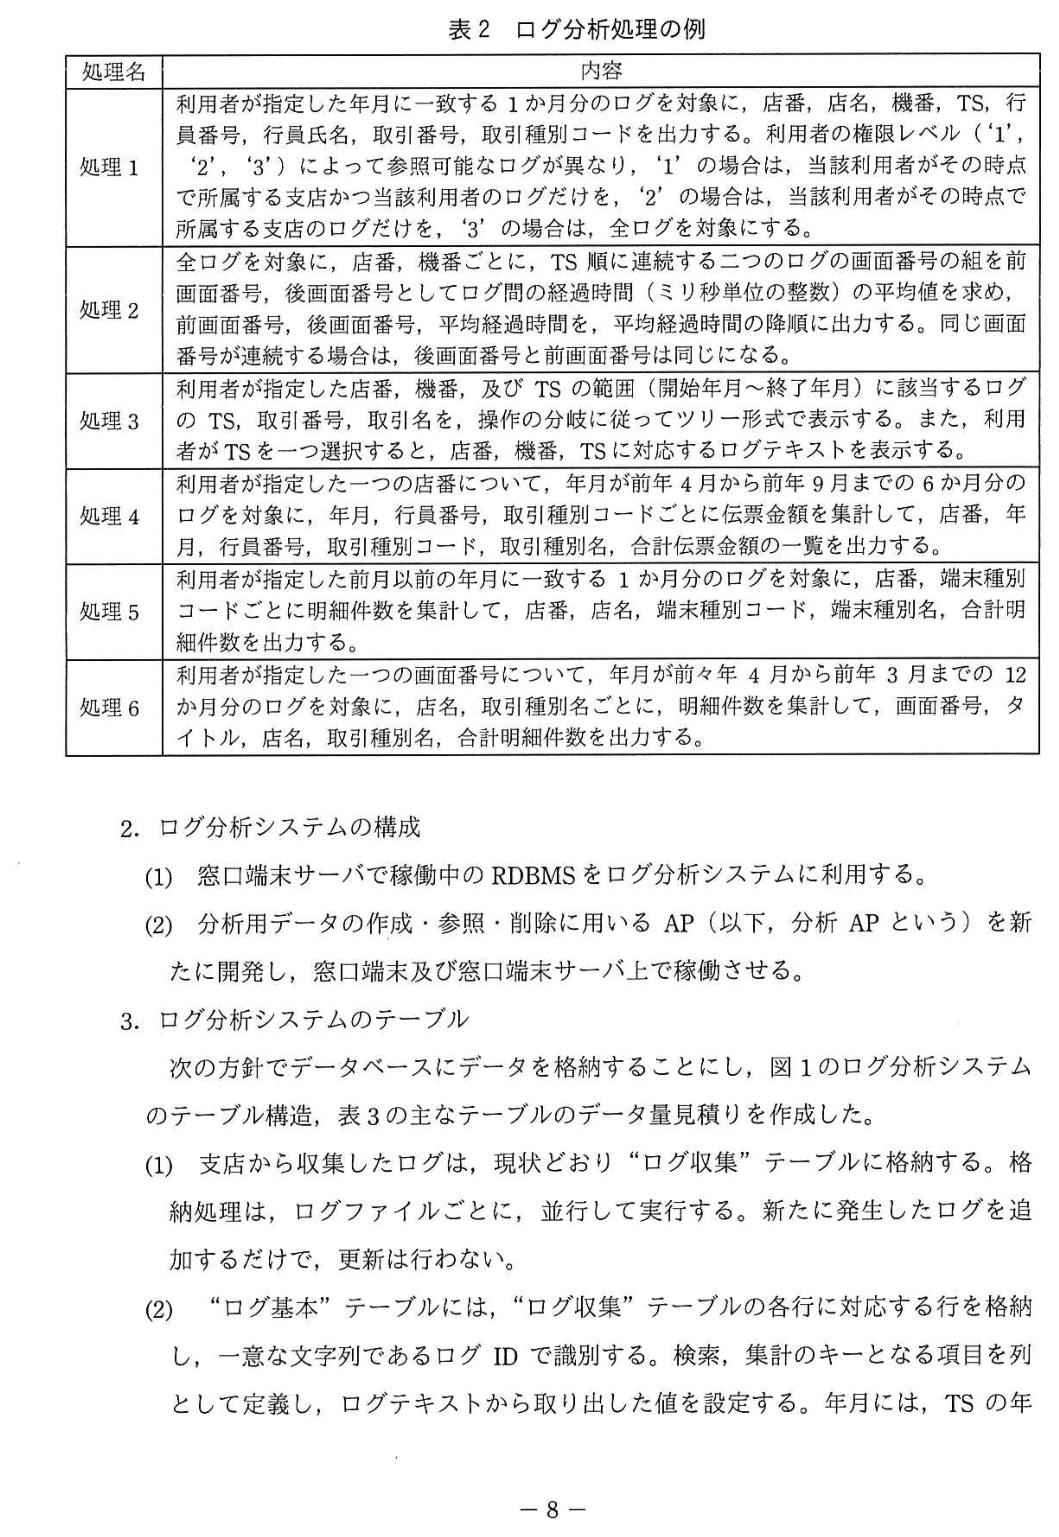 表2 ログ分析処理の例
処理名 内容
処理1
利用者が指定した年月に一致する 1 か月分のログを対象に，店番，店名，機番，TS，行
員番号，行員氏名，取引番号，取引種別コードを出力する。利用者の権限レベル（‘1’，
‘2’，‘3’）によって参照可能なログが異なり，‘1’ の場合は，当該利用者がその時点
で所属する支店かつ当該利用者のログだけを，‘2’ の場合は，当該利用者がその時点で
所属する支店のログだけを，‘3’ の場合は，全ログを対象にする。
処理2
全ログを対象に，店番，機番ごとに，TS 順に連続する二つのログの画面番号の組を前
画面番号，後画面番号としてログ間の経過時間（ミリ秒単位の整数）の平均値を求め，
前画面番号，後画面番号，平均経過時間を，平均経過時間の降順に出力する。同じ画面
番号が連続する場合は，後画面番号と前画面番号は同じになる。
処理3
利用者が指定した店番，機番，及び TS の範囲（開始年月～終了年月）に該当するログ
の TS，取引番号，取引名を，操作の分岐に従ってツリー形式で表示する。また，利用
者が TS を一つ選択すると，店番，機番，TS に対応するログテキストを表示する。
処理4
利用者が指定した一つの店番について，年月が前年 4 月から前年 9 月までの 6 か月分の
ログを対象に，年月，行員番号，取引種別コードごとに伝票金額を集計して，店番，年
月，行員番号，取引種別コード，取引種別名，合計伝票金額の一覧を出力する。
処理5
利用者が指定した前月以前の年月に一致する 1 か月分のログを対象に，店番，端末種別
コードごとに明細件数を集計して，店番，店名，端末種別コード，端末種別名，合計明
細件数を出力する。
処理6
利用者が指定した一つの画面番号について，年月が前々年 4 月から前年 3 月までの 12
か月分のログを対象に，店名，取引種別名ごとに，明細件数を集計して，画面番号，タ
イトル，店名，取引種別名，合計明細件数を出力する。
2. ログ分析システムの構成
(1) 窓口端末サーバで稼働中の RDBMS をログ分析システムに利用する。
(2) 分析用データの作成・参照・削除に用いる AP（以下，分析 AP という）を新
たに開発し，窓口端末及び窓口端末サーバ上で稼働させる。
3. ログ分析システムのテーブル
次の方針でデータベースにデータを格納することにし，図1のログ分析システム
のテーブル構造，表3の主なテーブルのデータ量見積りを作成した。
(1) 支店から収集したログは，現状どおり“ログ収集”テーブルに格納する。格
納処理は，ログファイルごとに，並行して実行する。新たに発生したログを追
加するだけで，更新は行わない。
(2) “ログ基本”テーブルには，“ログ収集”テーブルの各行に対応する行を格納
し，一意な文字列であるログ ID で識別する。検索，集計のキーとなる項目を列
として定義し，ログテキストから取り出した値を設定する。年月には，TS の年
－ 8 －